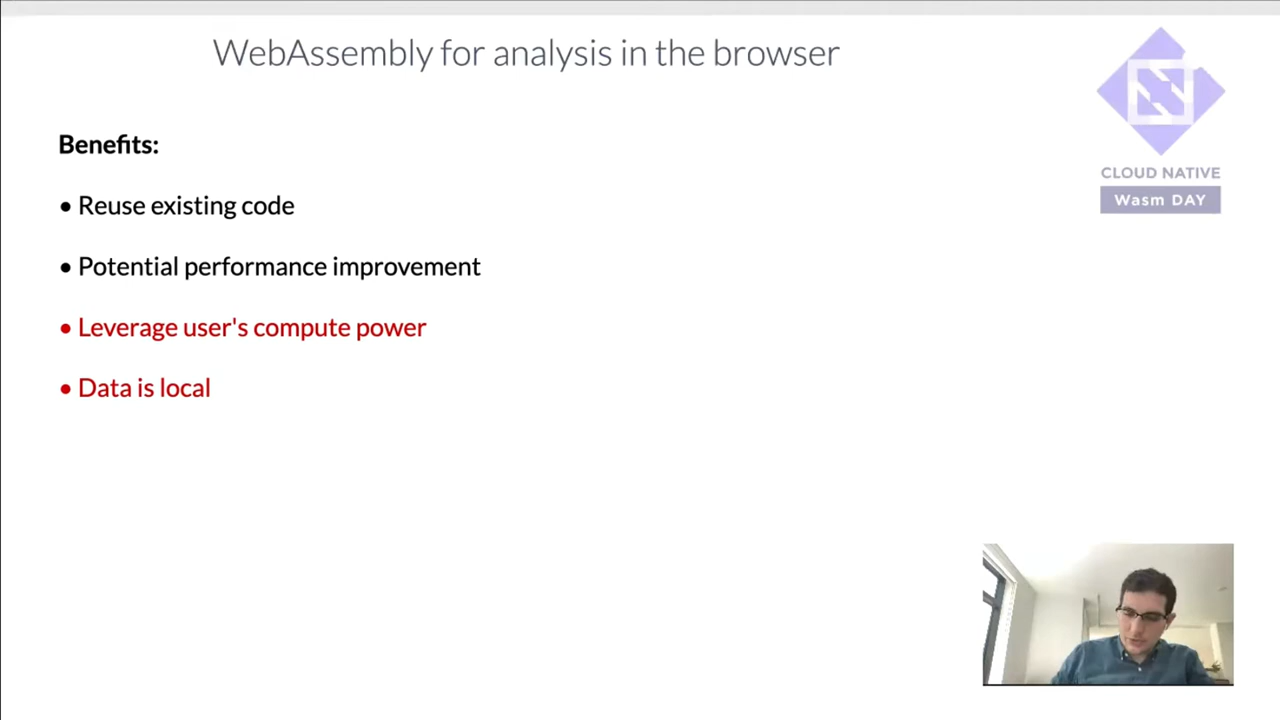 WebAssembly for analysis in the browser
CLOUD NATIVE
Wasm DAY
Benefits:
• Reuse existing code
• Potential performance improvement
• Leverage user's compute power
• Data is local